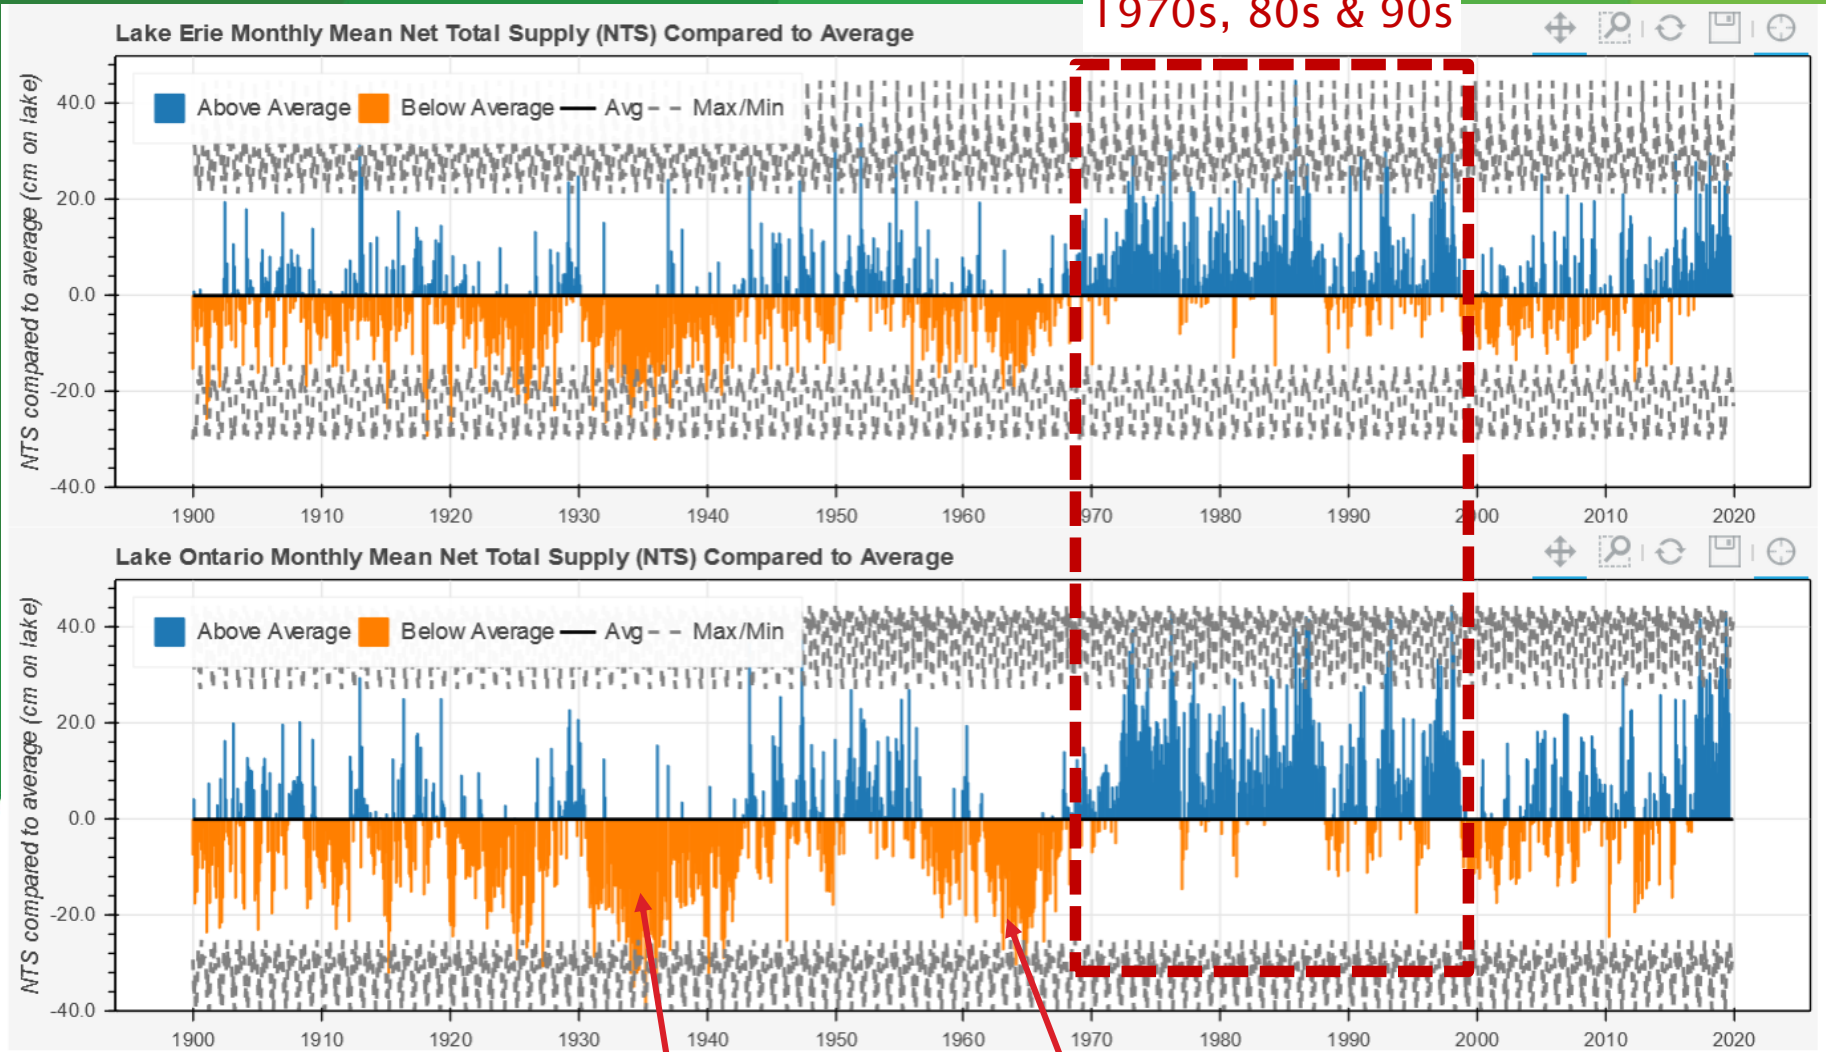 1970s, 80s & 90s
Lake Erie Monthly Mean Net Total Supply (NTS) Compared to Average
Above Average Below Average Avg Max/Min
NTS compared to average (cm on lake)
40.0
20.0
0.0
-20.0
-40.0
1900 1910 1920 1930 1940 1950 1960 1970 1980 1990 2000 2010 2020
Lake Ontario Monthly Mean Net Total Supply (NTS) Compared to Average
Above Average Below Average Avg Max/Min
NTS compared to average (cm on lake)
40.0
20.0
0.0
-20.0
-40.0
1900 1910 1920 1930 1940 1950 1960 1970 1980 1990 2000 2010 2020